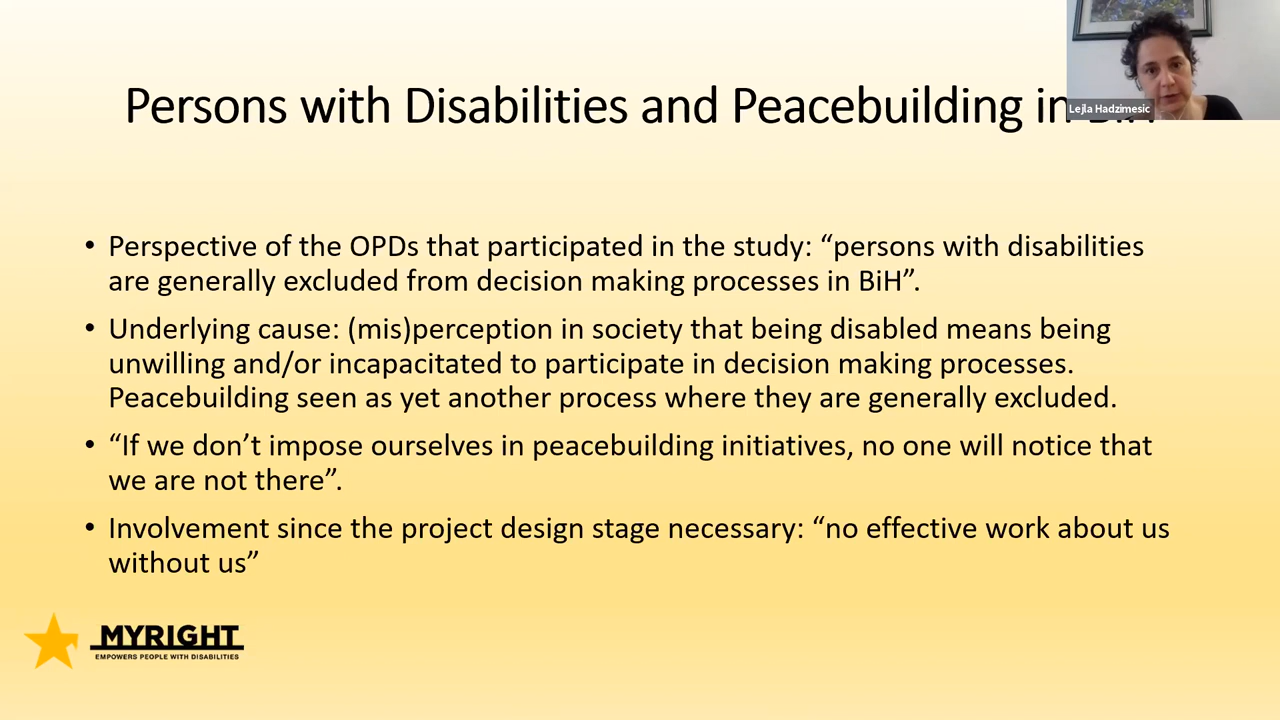 Persons with Disabilities and Peacebuilding in BiH
Lejla Hadzimesic
• Perspective of the OPDs that participated in the study: “persons with disabilities
are generally excluded from decision making processes in BiH”.
• Underlying cause: (mis)perception in society that being disabled means being
unwilling and/or incapacitated to participate in decision making processes.
Peacebuilding seen as yet another process where they are generally excluded.
• “If we don’t impose ourselves in peacebuilding initiatives, no one will notice that
we are not there”.
• Involvement since the project design stage necessary: “no effective work about us
without us”
MYRIGHT
EMPOWERS PEOPLE WITH DISABILITIES